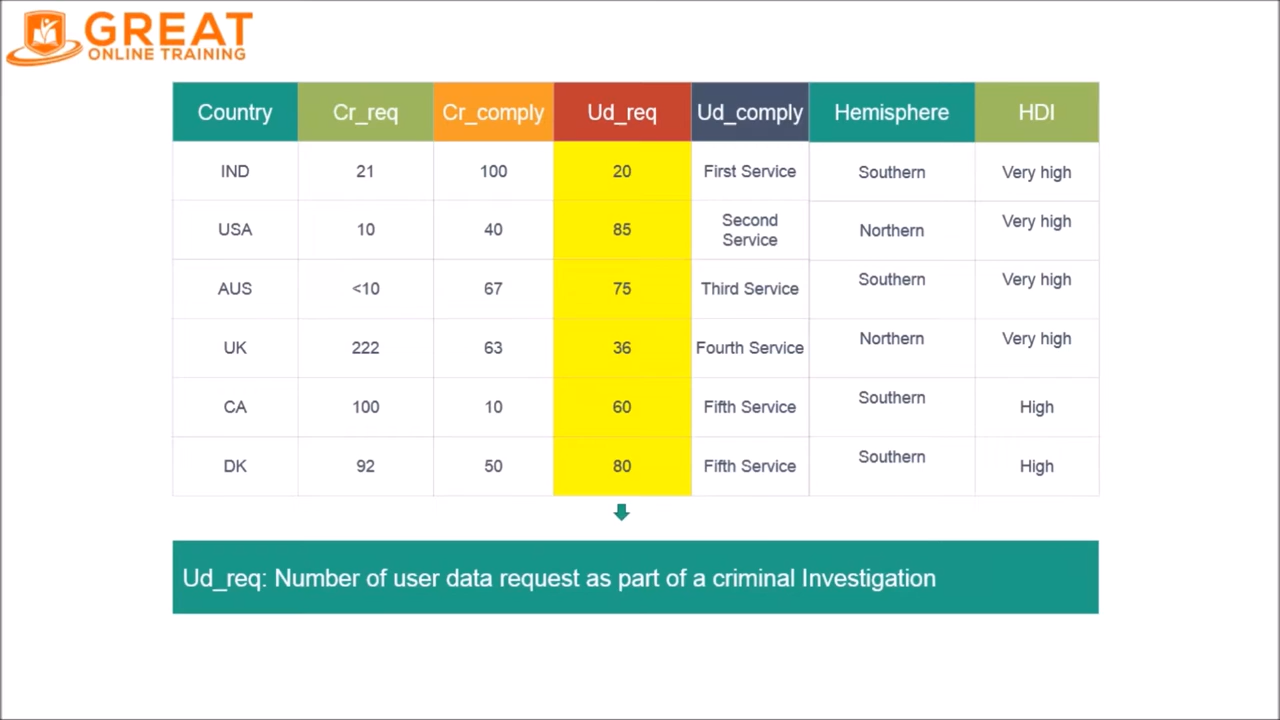 GREAT
ONLINE TRAINING
Country Cr_req Cr_comply Ud_req Ud_comply Hemisphere HDI
IND 21 100 20 First Service Southern Very high
USA 10 40 85 Second Service Northern Very high
AUS <10 67 75 Third Service Southern Very high
UK 222 63 36 Fourth Service Northern Very high
CA 100 10 60 Fifth Service Southern High
DK 92 50 80 Fifth Service Southern High
Ud_req: Number of user data request as part of a criminal Investigation